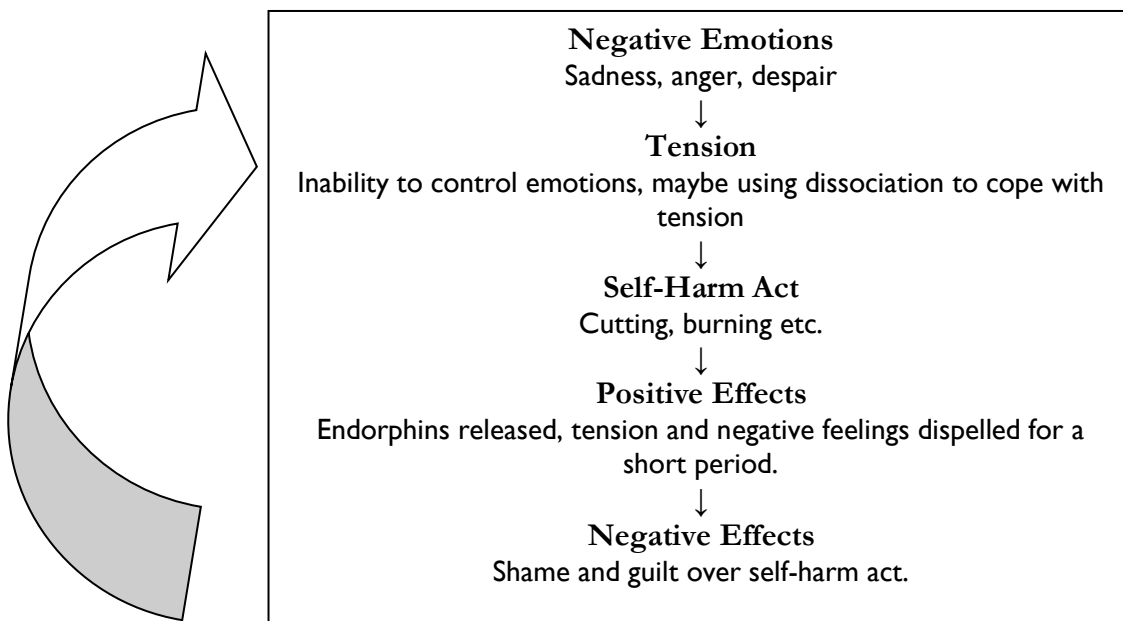 Negative Emotions
Sadness, anger, despair
↓
Tension
Inability to control emotions, maybe using dissociation to cope with
tension
↓
Self-Harm Act
Cutting, burning etc.
↓
Positive Effects
Endorphins released, tension and negative feelings dispelled for a
short period.
↓
Negative Effects
Shame and guilt over self-harm act.